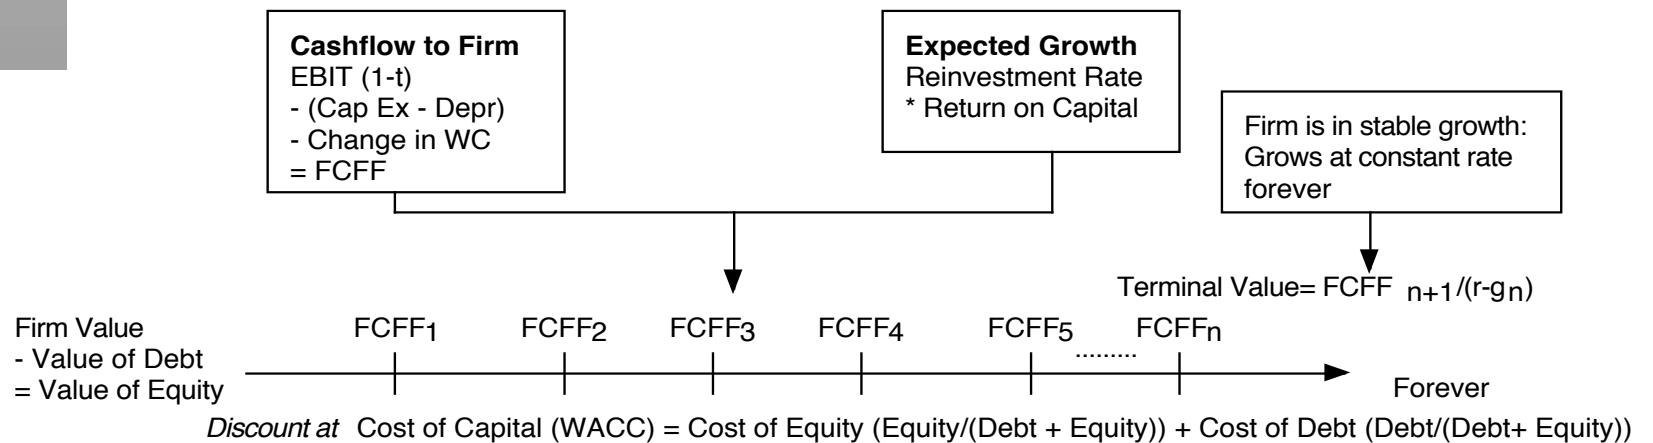 Cashflow to Firm
EBIT (1-t)
- (Cap Ex - Depr)
- Change in WC
= FCFF
Expected Growth
Reinvestment Rate
* Return on Capital
Firm is in stable growth:
Grows at constant rate
forever
Terminal Value= FCFF n+1/(r-gn)
Firm Value
- Value of Debt
= Value of Equity
FCFF1 FCFF2 FCFF3 FCFF4 FCFF5 ......... FCFFn
Forever
Discount at Cost of Capital (WACC) = Cost of Equity (Equity/(Debt + Equity)) + Cost of Debt (Debt/(Debt+ Equity))